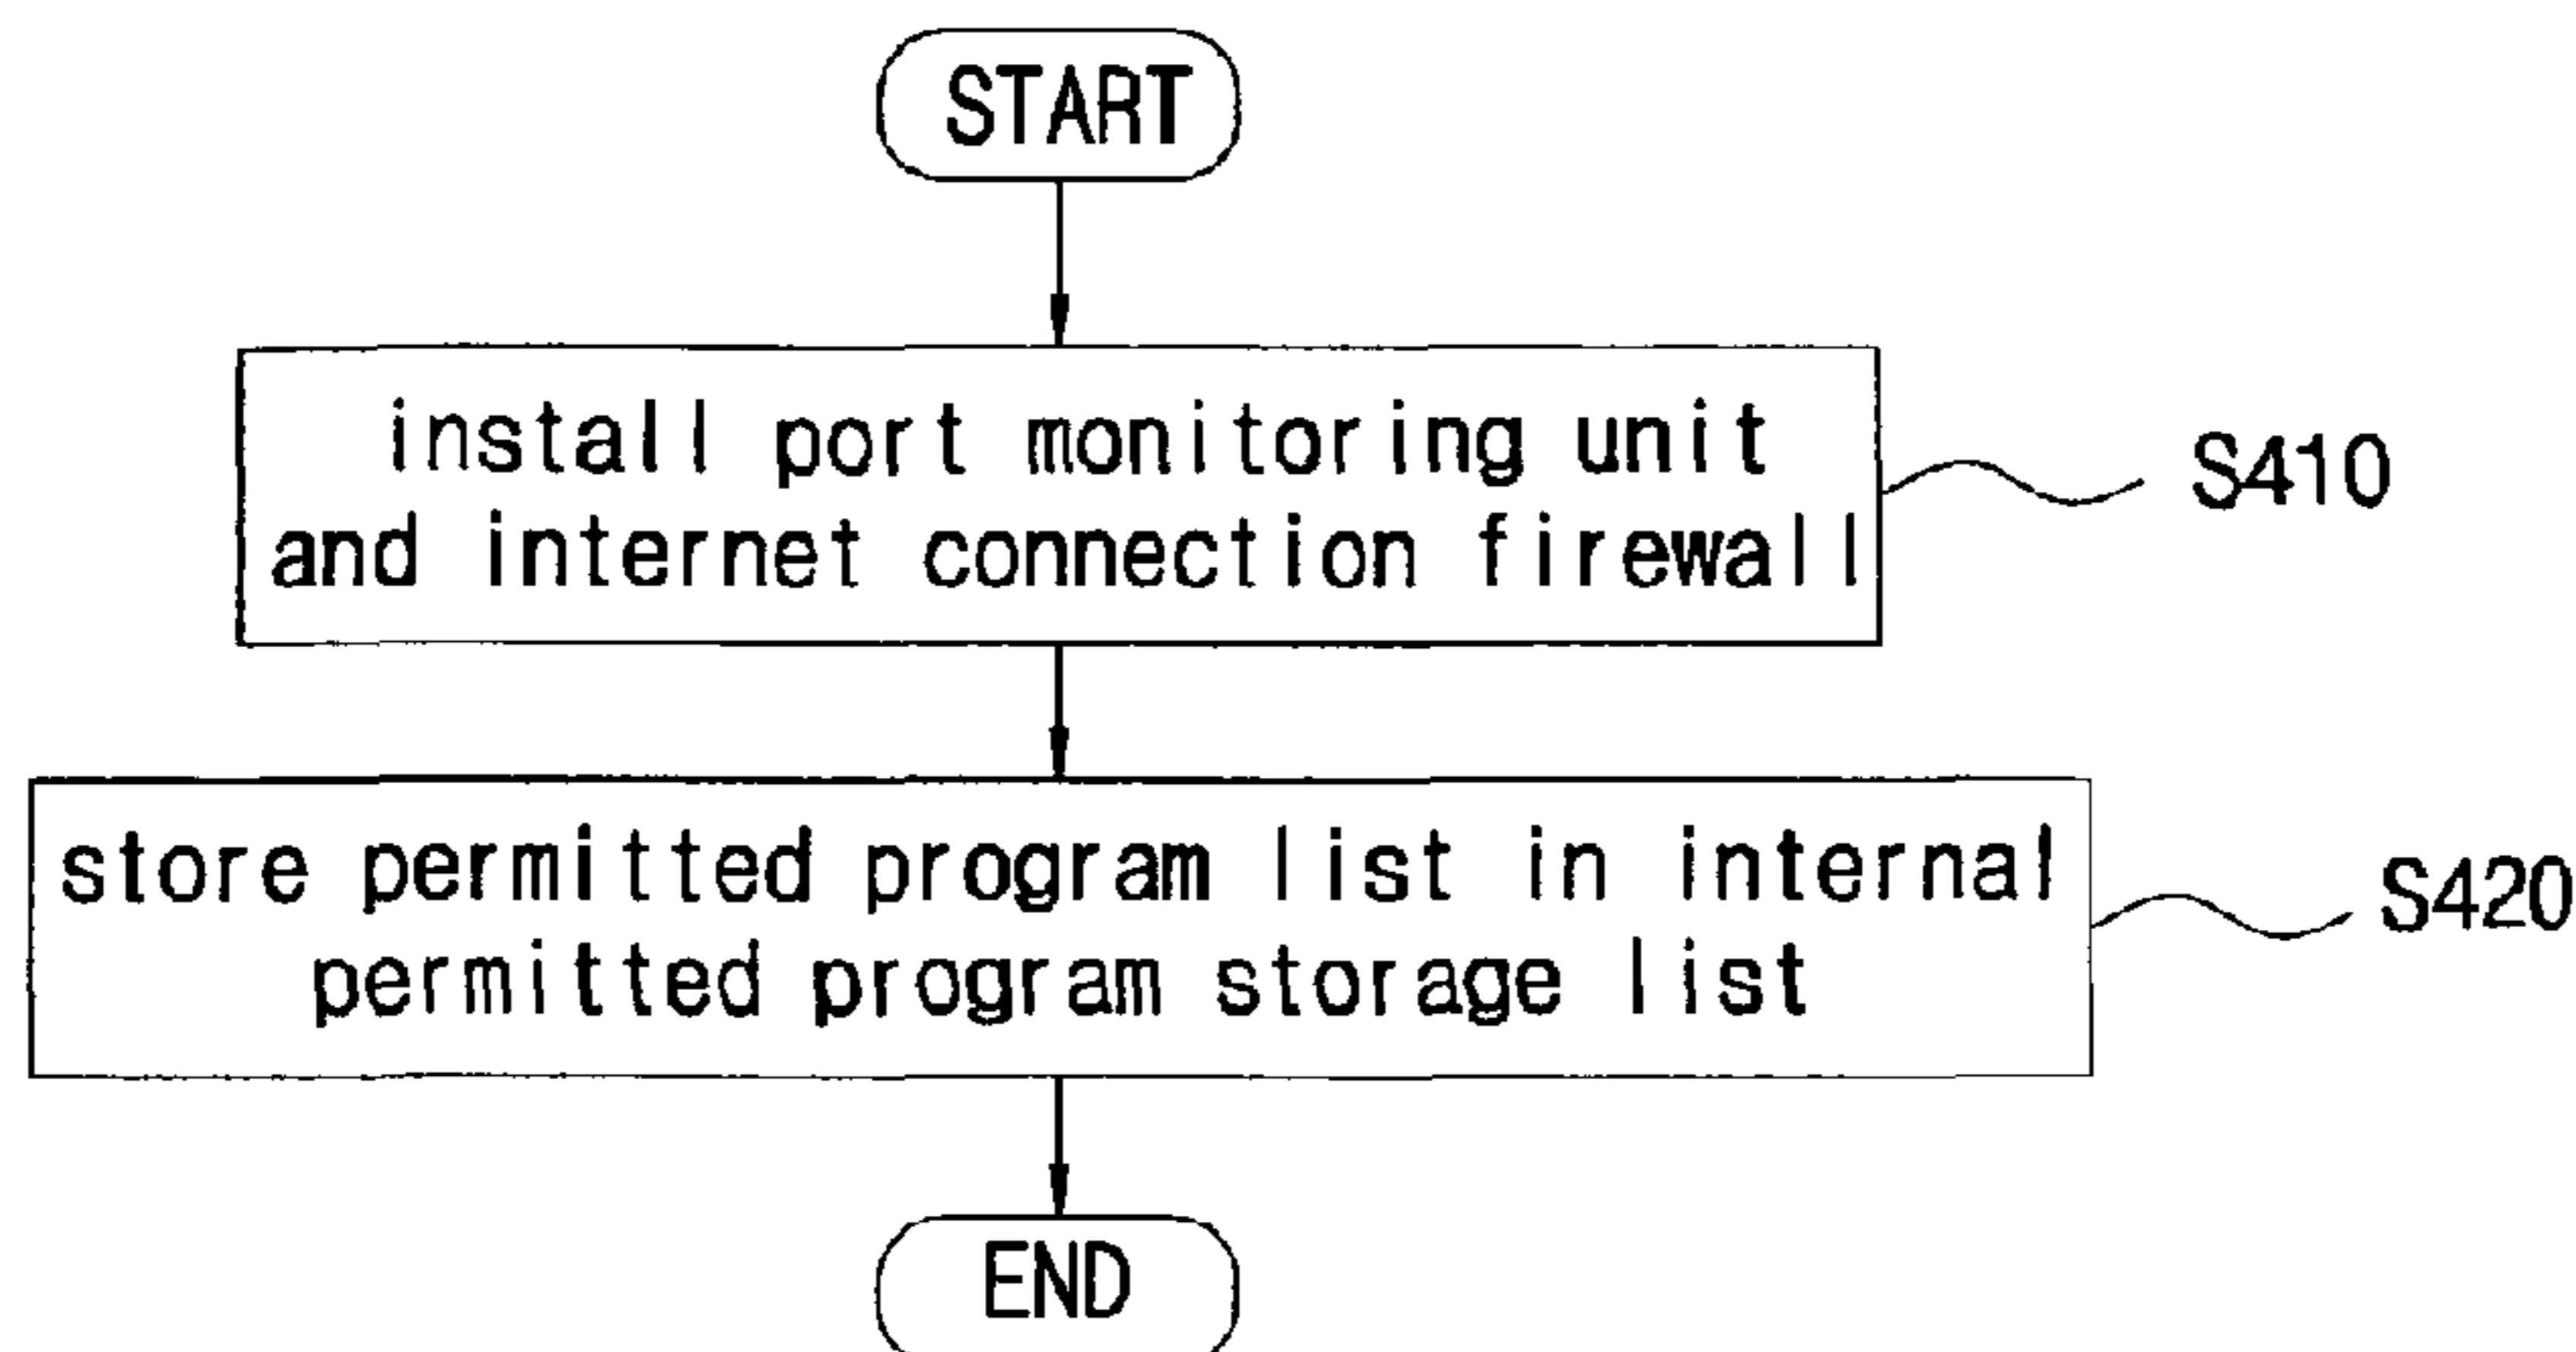 START
install port monitoring unit
and internet connection firewall
S410
store permitted program list in internal
permitted program storage list
S420
END